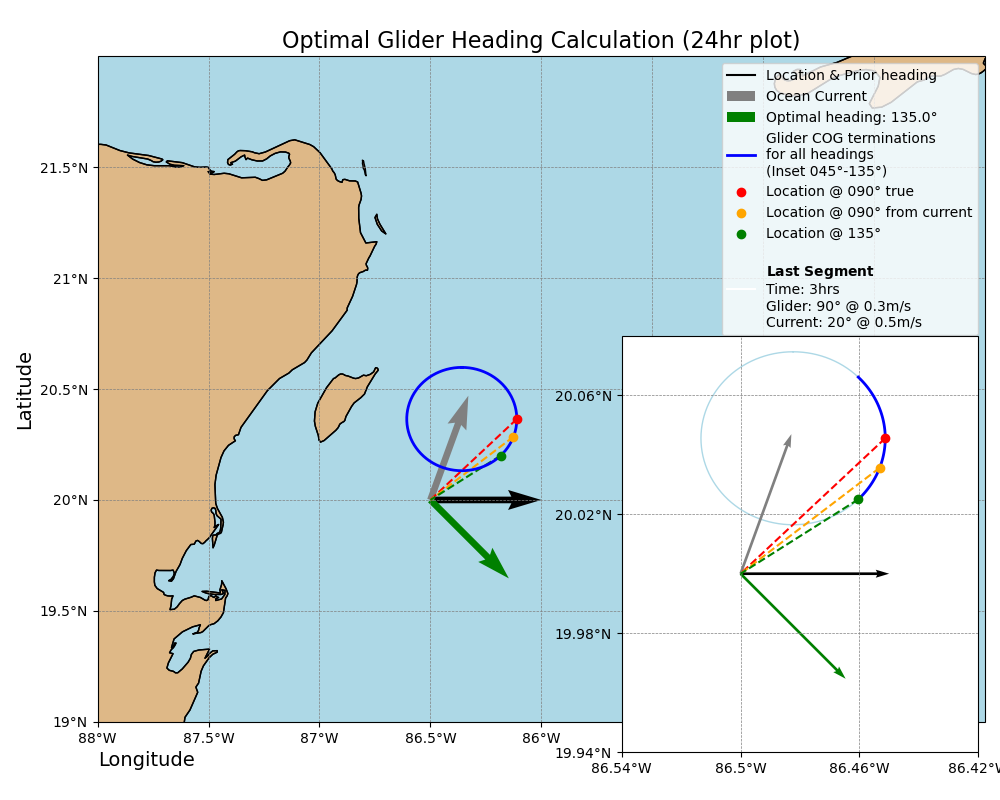 Optimal Glider Heading Calculation (24hr plot)
Location & Prior heading
Ocean Current
Optimal heading: 135.0°
Glider COG terminations
for all headings
(Inset 045°-135°)
Location @ 090° true
Location @ 090° from current
Location @ 135°
Last Segment
Time: 3hrs
Glider: 90° @ 0.3m/s
Current: 20° @ 0.5m/s
Latitude
21.5°N
21°N
20.5°N
20°N
19.5°N
19°N
88°W
87.5°W
87°W
86.5°W
86°W
Longitude
20.06°N
20.02°N
19.98°N
19.94°N
86.54°W
86.5°W
86.46°W
86.42°W